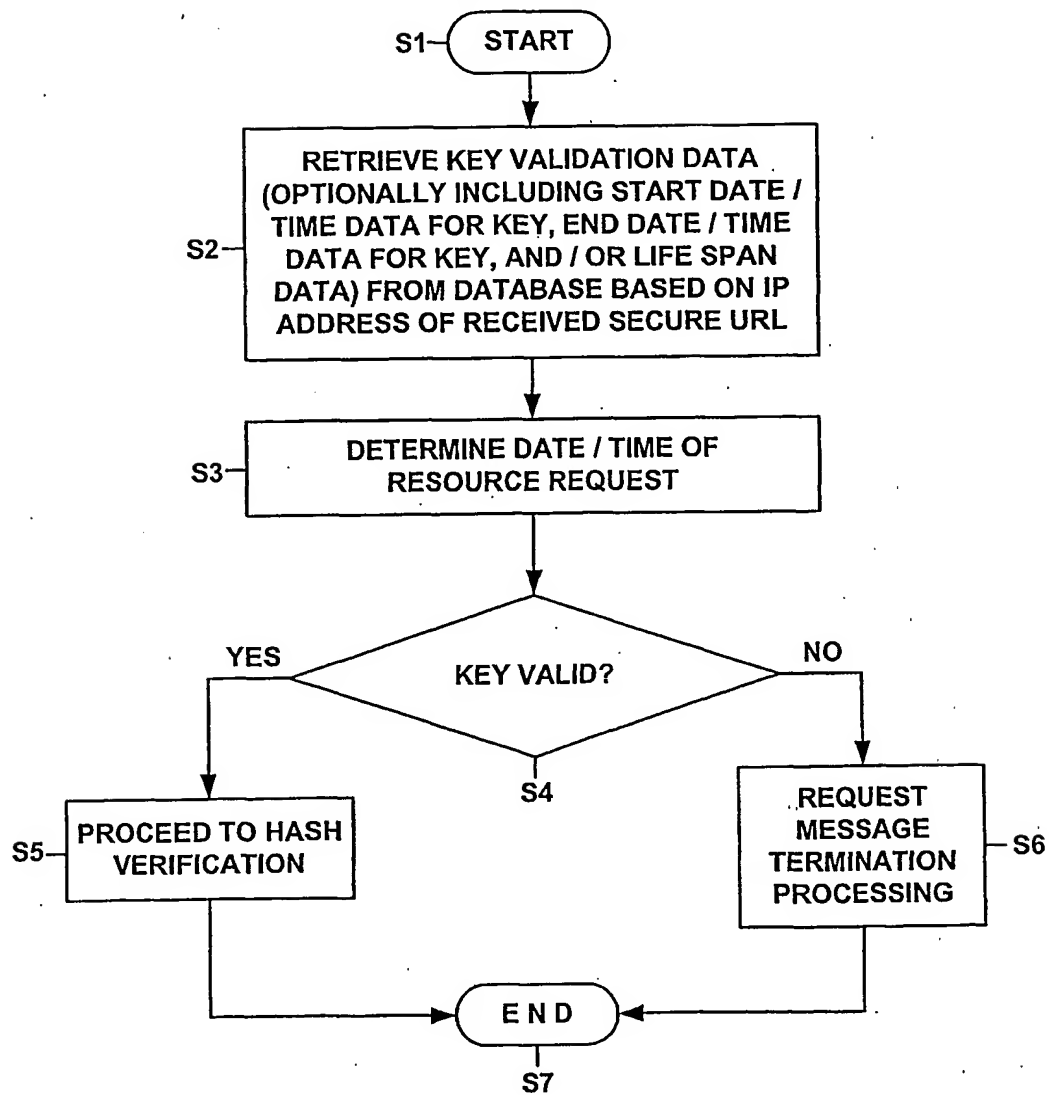 S1
START
RETRIEVE KEY VALIDATION DATA
(OPTIONALLY INCLUDING START DATE /
TIME DATA FOR KEY, END DATE / TIME
DATA FOR KEY, AND / OR LIFE SPAN
DATA) FROM DATABASE BASED ON IP
ADDRESS OF RECEIVED SECURE URL
S2
DETERMINE DATE / TIME OF
RESOURCE REQUEST
S3
YES
KEY VALID?
NO
S4
PROCEED TO HASH
VERIFICATION
S5
REQUEST
MESSAGE
TERMINATION
PROCESSING
S6
E N D
S7